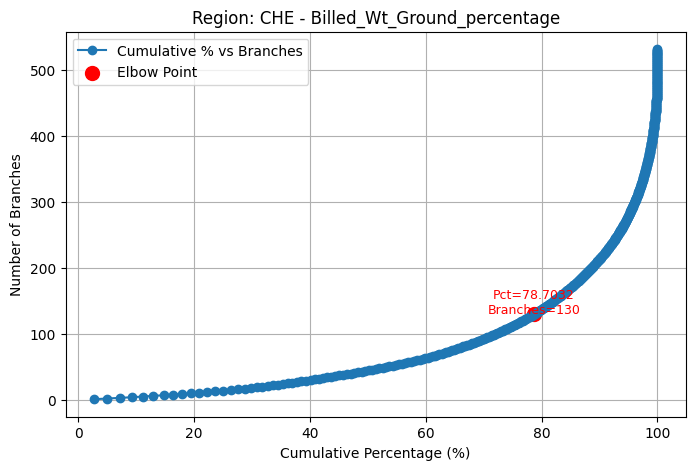 Region: CHE - Billed_Wt_Ground_percentage
Cumulative % vs Branches
Elbow Point
Number of Branches
500
400
300
200
100
0
Pct=78.7032
Branches=130
0
20
40
60
80
100
Cumulative Percentage (%)